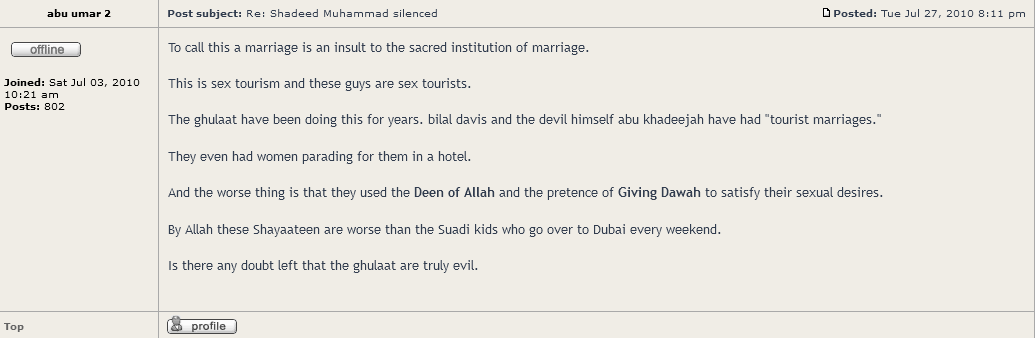 abu umar 2
Post subject: Re: Shadeed Muhammad silenced
Posted: Tue Jul 27, 2010 8:11 pm
offline
Joined: Sat Jul 03, 2010
10:21 am
Posts: 802
To call this a marriage is an insult to the sacred institution of marriage.
This is sex tourism and these guys are sex tourists.
The ghulaat have been doing this for years. bilal davis and the devil himself abu khadeejah have had "tourist marriages."
They even had women parading for them in a hotel.
And the worse thing is that they used the Deen of Allah and the pretence of Giving Dawah to satisfy their sexual desires.
By Allah these Shayaateen are worse than the Suadi kids who go over to Dubai every weekend.
Is there any doubt left that the ghulaat are truly evil.
Top
profile